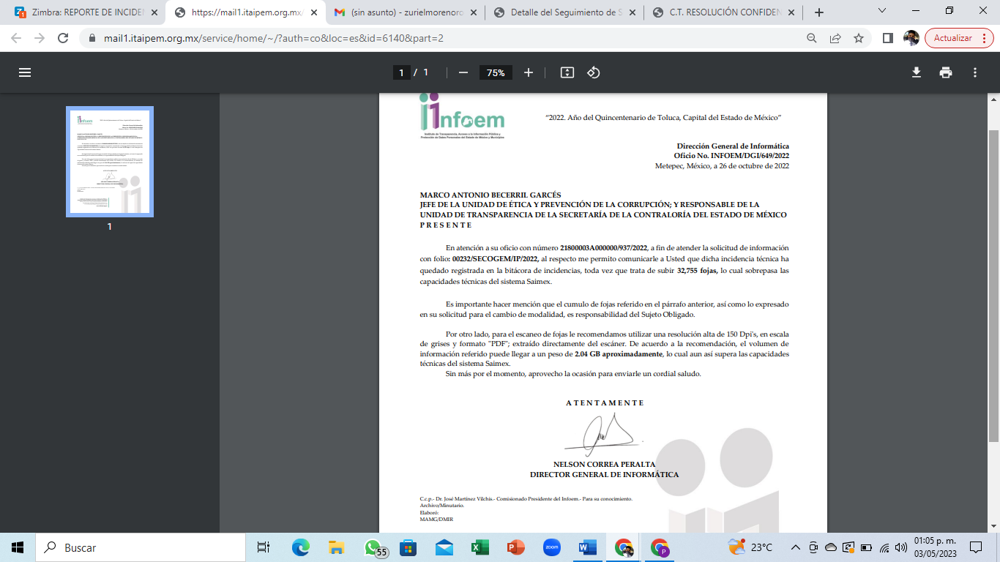 Zimbra: REPORTE DE INCIDEN
https://mail1.itaipem.org.mx/
(sin asunto) - zurielmorenoro
Detalle del Seguimiento de S
C.T. RESOLUCIÓN CONFIDEN
mail1.itaipem.org.mx/service/home/~/?auth=co&loc=es&id=6140&part=2
Actualizar
1 / 1
75%
1
infoem
Instituto de Transparencia, Acceso a la Información Pública y
Protección de Datos Personales del Estado de México y Municipios
“2022. Año del Quincentenario de Toluca, Capital del Estado de México”
Dirección General de Informática
Oficio No. INFOEM/DGI/649/2022
Metepec, México, a 26 de octubre de 2022
MARCO ANTONIO BECERRIL GARCÉS
JEFE DE LA UNIDAD DE ÉTICA Y PREVENCIÓN DE LA CORRUPCIÓN; Y RESPONSABLE DE LA
UNIDAD DE TRANSPARENCIA DE LA SECRETARÍA DE LA CONTRALORÍA DEL ESTADO DE MÉXICO
P R E S E N T E
En atención a su oficio con número 21800003A000000/937/2022, a fin de atender la solicitud de información
con folio: 00232/SECOGEM/IP/2022, al respecto me permito comunicarle a Usted que dicha incidencia técnica ha
quedado registrada en la bitácora de incidencias, toda vez que trata de subir 32,755 fojas, lo cual sobrepasa las
capacidades técnicas del sistema Saimex.
Es importante hacer mención que el cumulo de fojas referido en el párrafo anterior, así como lo expresado
en su solicitud para el cambio de modalidad, es responsabilidad del Sujeto Obligado.
Por otro lado, para el escaneo de fojas le recomendamos utilizar una resolución alta de 150 Dpi's, en escala
de grises y formato "PDF"; extraído directamente del escáner. De acuerdo a la recomendación, el volumen de
información referido puede llegar a un peso de 2.04 GB aproximadamente, lo cual aun así supera las capacidades
técnicas del sistema Saimex.
Sin más por el momento, aprovecho la ocasión para enviarle un cordial saludo.
A T E N T A M E N T E
NELSON CORREA PERALTA
DIRECTOR GENERAL DE INFORMÁTICA
C.c.p.- Dr. José Martínez Vilchis.- Comisionado Presidente del Infoem.- Para su conocimiento.
Archivo/Minutario.
Elaboró:
MAMG/DMIR
Buscar
55
zoom
23°C
01:05 p. m.
03/05/2023